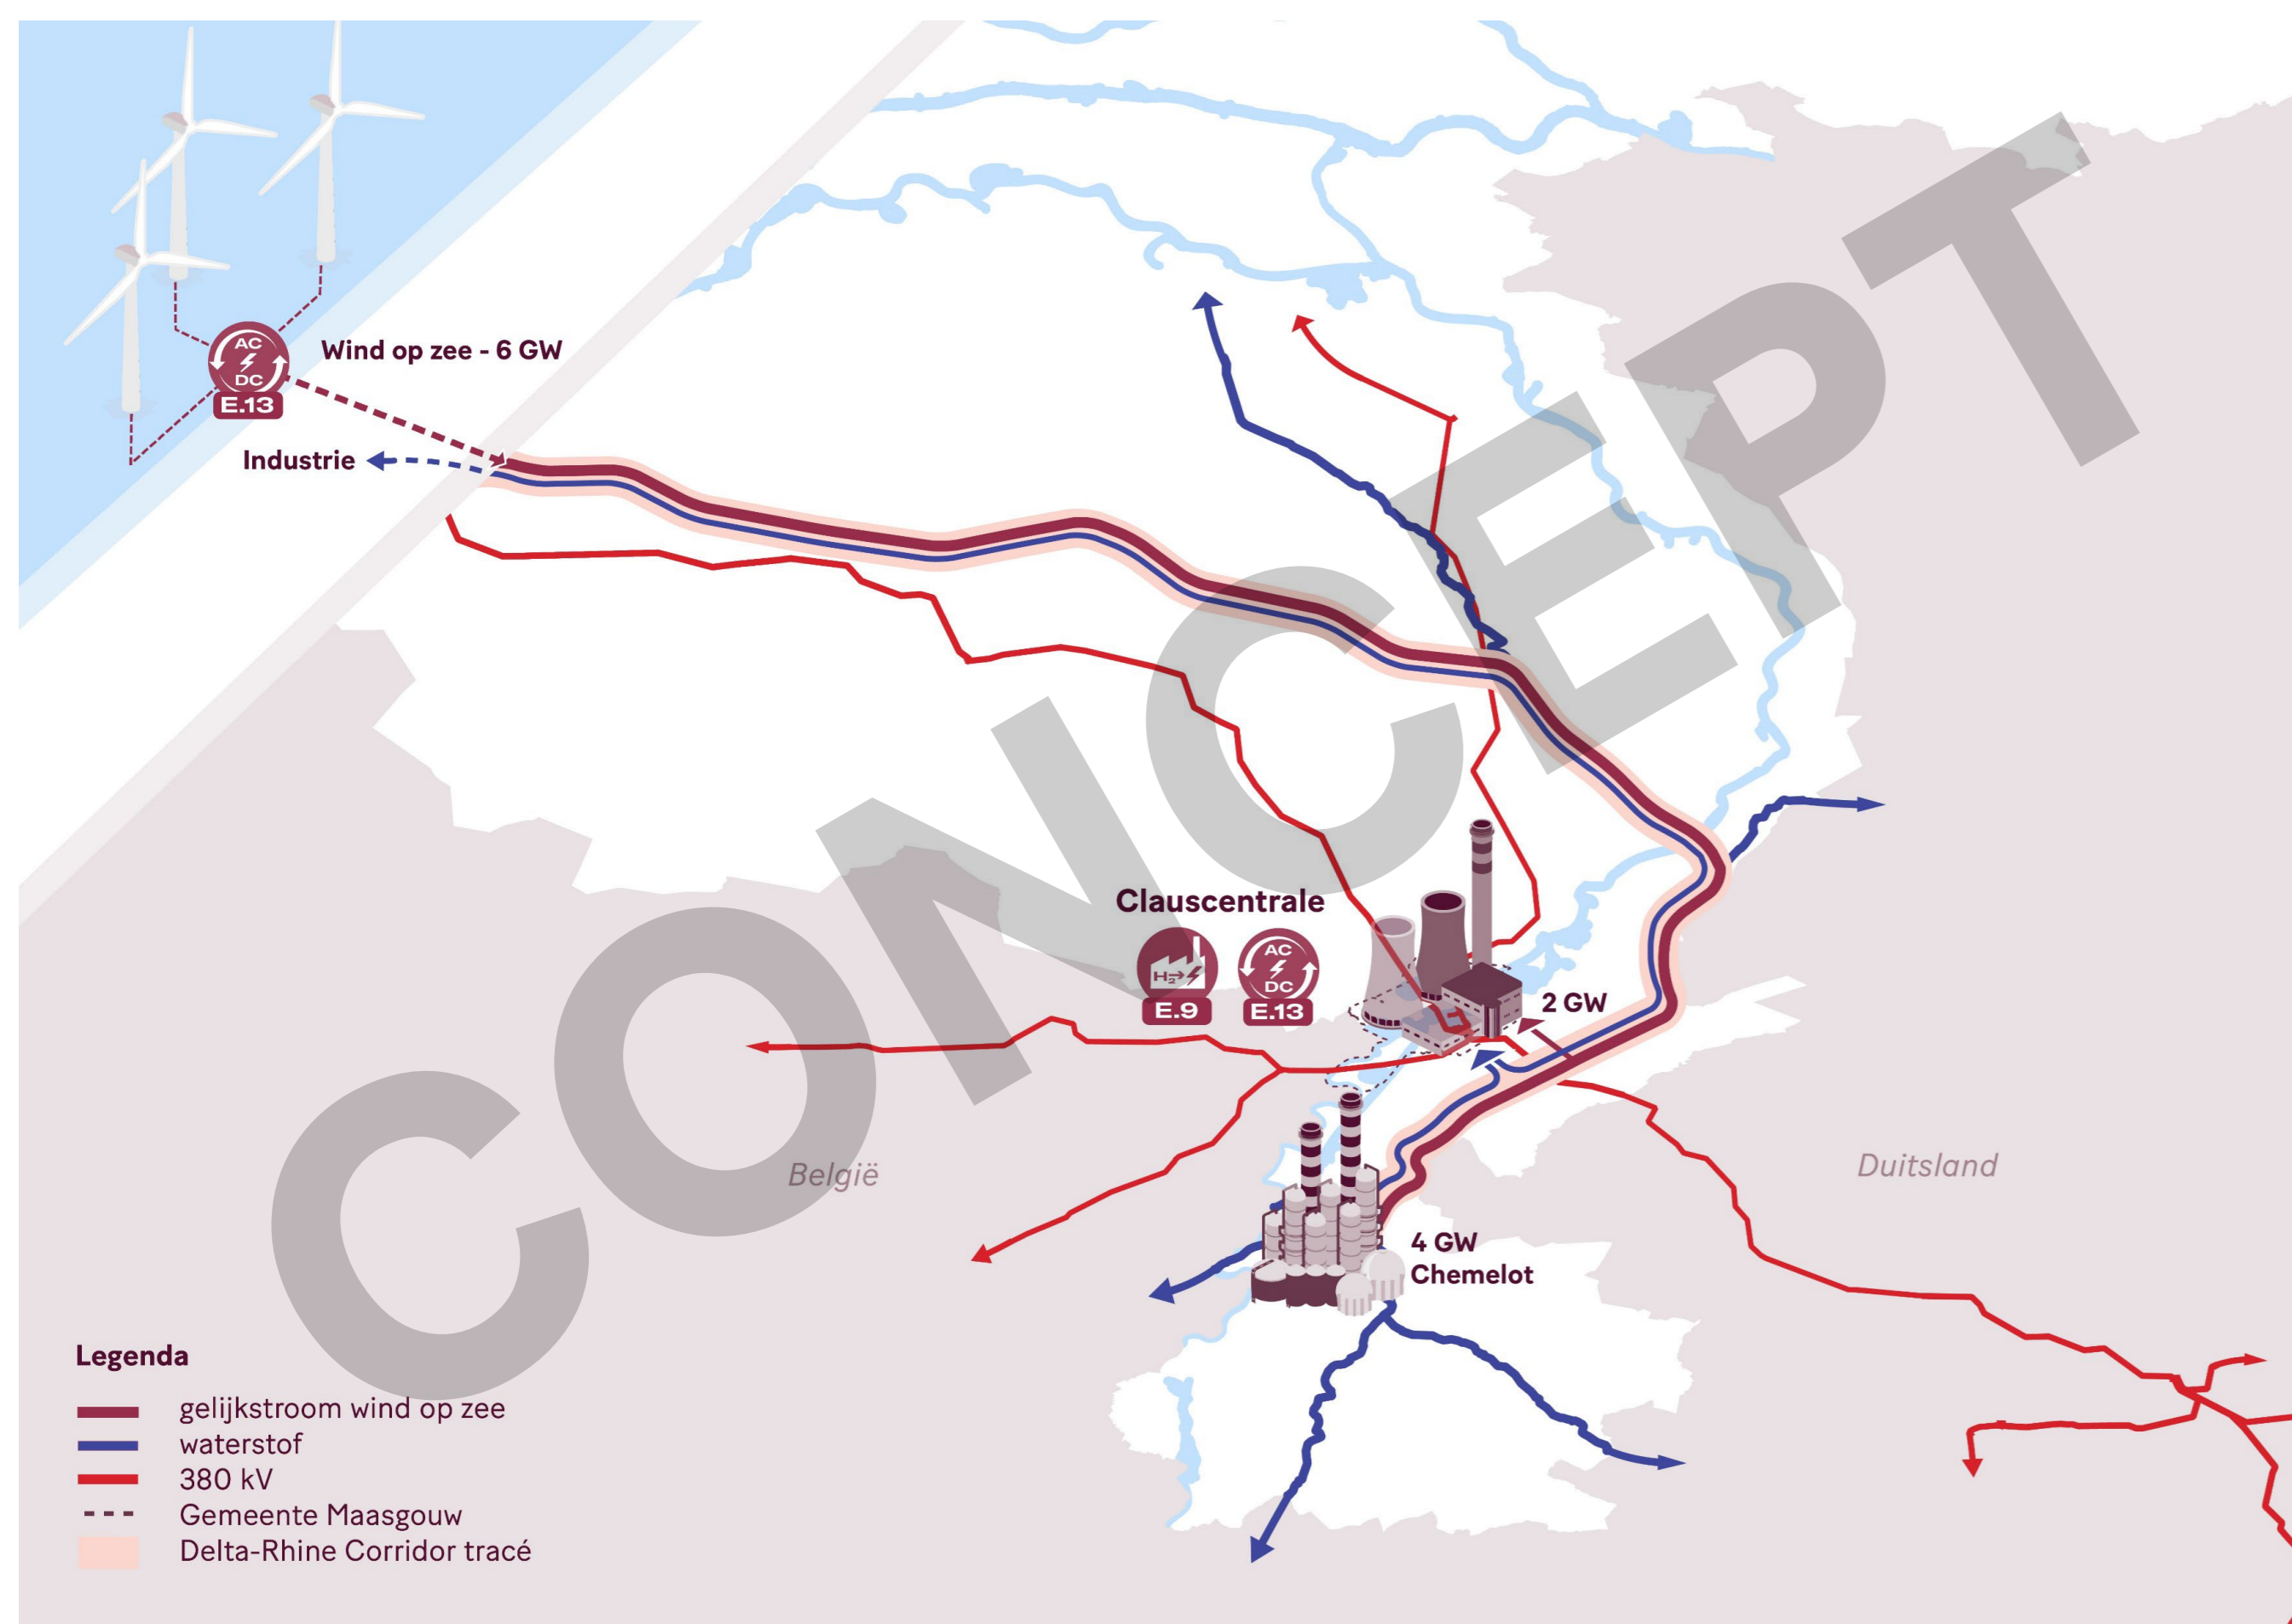 AC
DC
E.13
Wind op zee - 6 GW
Industrie
Clauscentrale
H₂
E.9
AC
DC
E.13
2 GW
België
Duitsland
4 GW
Chemelot
CONCEPT
Legenda
gelijkstroom wind op zee
waterstof
380 kV
Gemeente Maasgouw
Delta-Rhine Corridor tracé